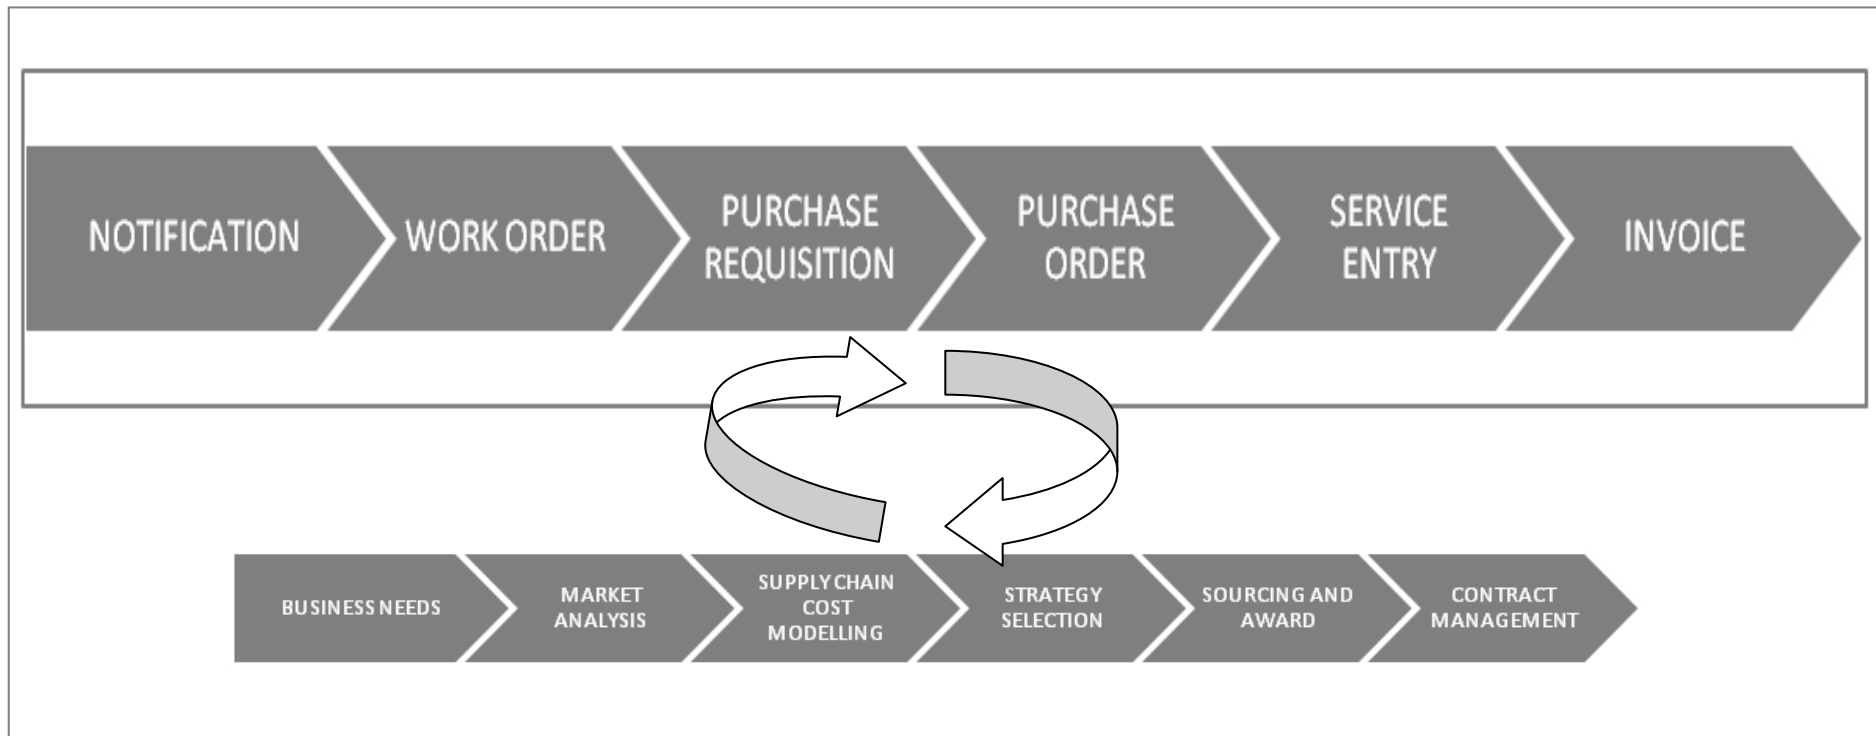 NOTIFICATION
WORK ORDER
PURCHASE
REQUISITION
PURCHASE
ORDER
SERVICE
ENTRY
INVOICE
BUSINESS NEEDS
MARKET
ANALYSIS
SUPPLY CHAIN
COST
MODELLING
STRATEGY
SELECTION
SOURCING AND
AWARD
CONTRACT
MANAGEMENT